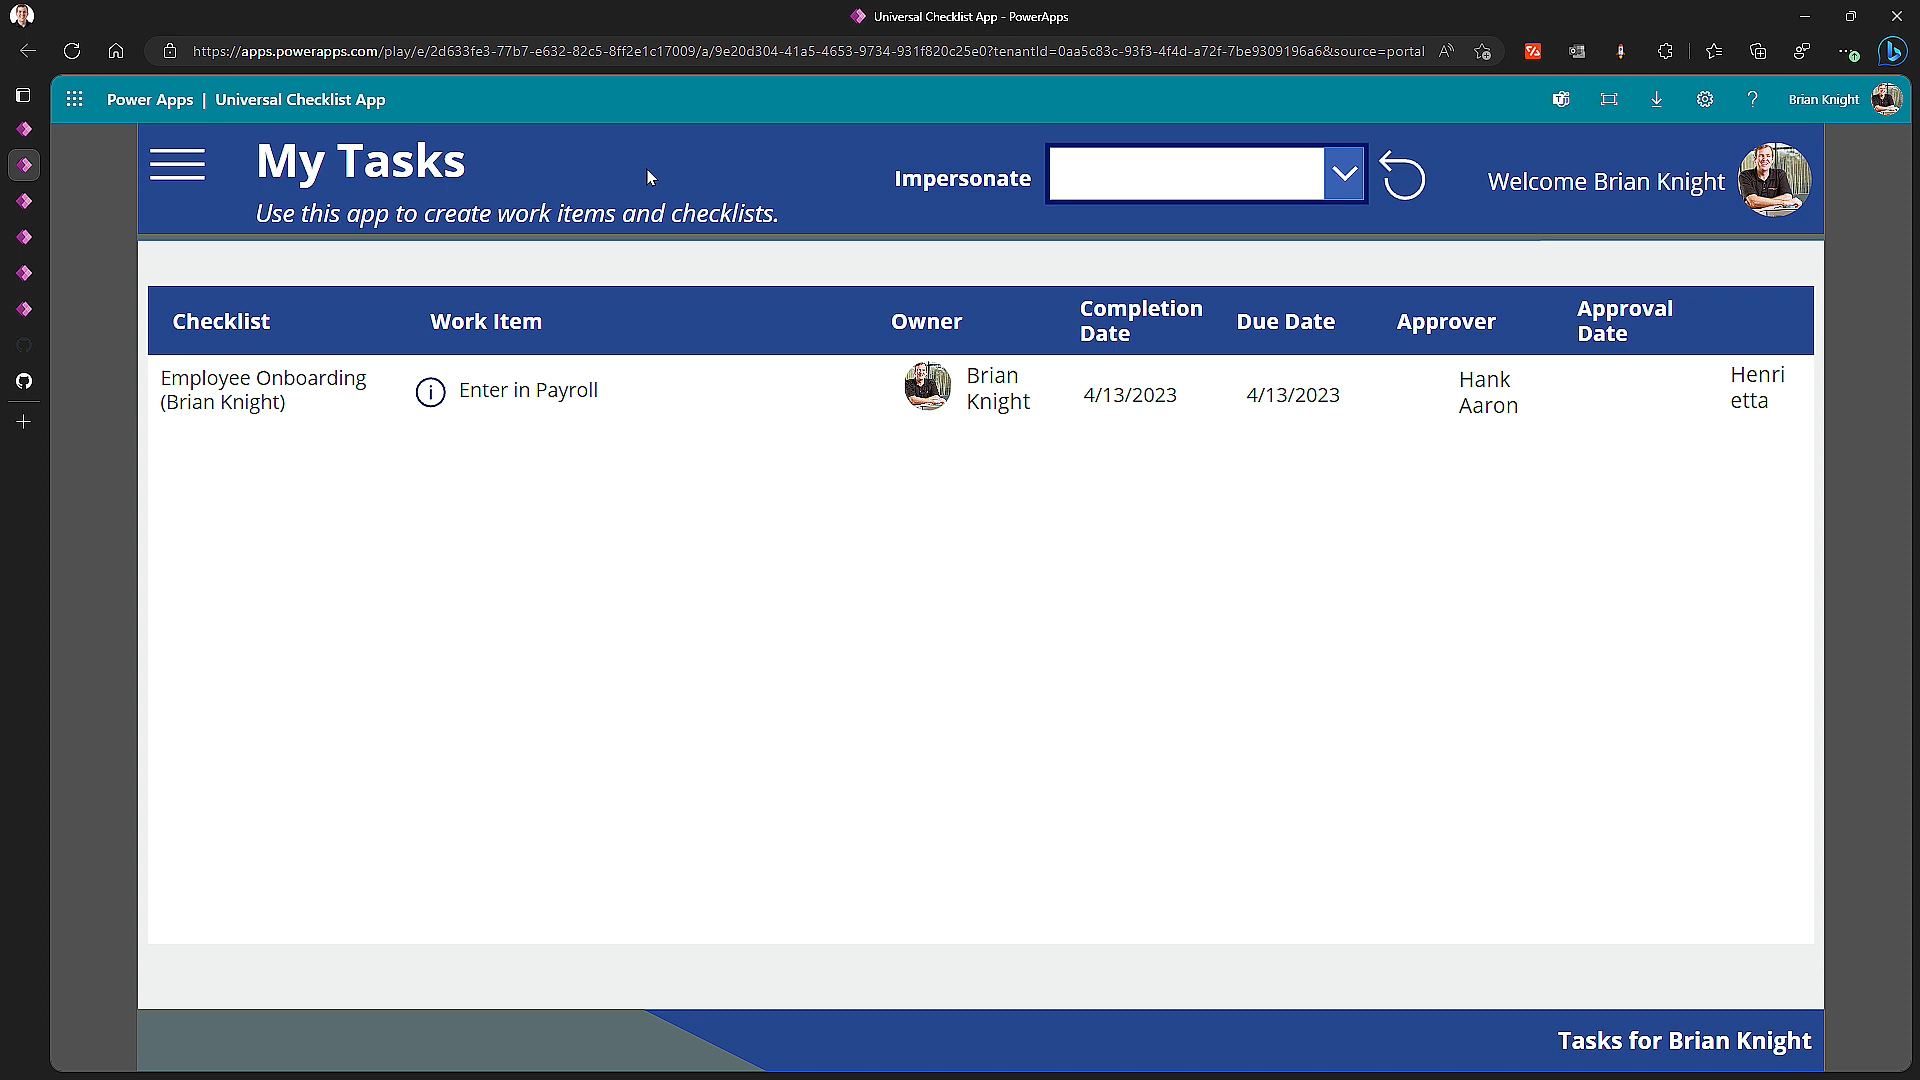 Universal Checklist App - PowerApps
https://apps.powerapps.com/play/e/2d633fe3-77b7-e632-82c5-8ff2e1c17009/a/9e20d304-41a5-4653-9734-931f820c25e0?tenantId=0aa5c83c-93f3-4f4d-a72f-7be9309196a6&source=portal
Power Apps | Universal Checklist App
Brian Knight
My Tasks
Use this app to create work items and checklists.
Impersonate
Welcome Brian Knight
Checklist
Work Item
Owner
Completion
Date
Due Date
Approver
Approval
Date
Employee Onboarding
(Brian Knight)
Enter in Payroll
Brian
Knight
4/13/2023
4/13/2023
Hank
Aaron
Henri
etta
Tasks for Brian Knight